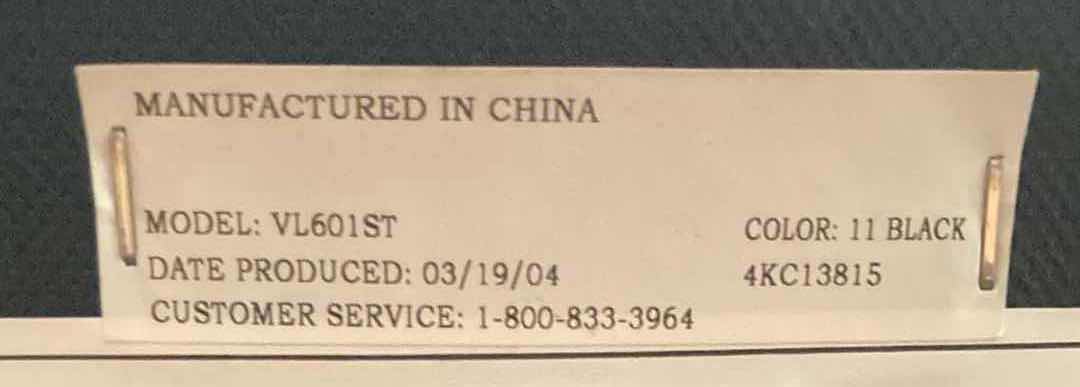 MANUFACTURED IN CHINA
MODEL: VL601ST COLOR: 11 BLACK
DATE PRODUCED: 03/19/04 4KC13815
CUSTOMER SERVICE: 1-800-833-3964